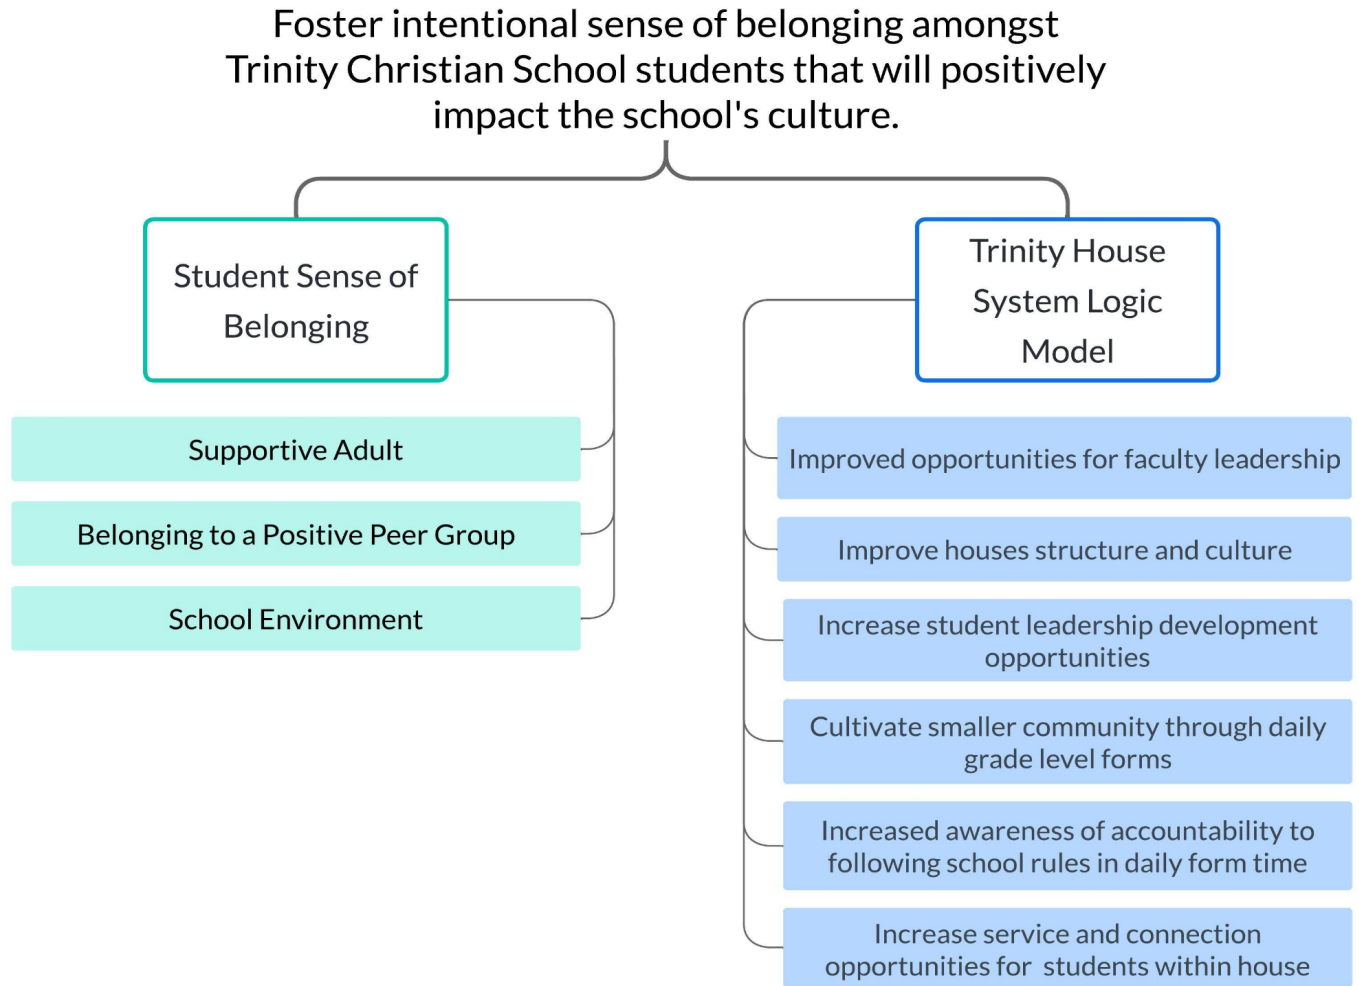 Foster intentional sense of belonging amongst
Trinity Christian School students that will positively
impact the school's culture.
Student Sense of
Belonging
Supportive Adult
Belonging to a Positive Peer Group
School Environment
Trinity House
System Logic
Model
Improved opportunities for faculty leadership
Improve houses structure and culture
Increase student leadership development
opportunities
Cultivate smaller community through daily
grade level forms
Increased awareness of accountability to
following school rules in daily form time
Increase service and connection
opportunities for students within house